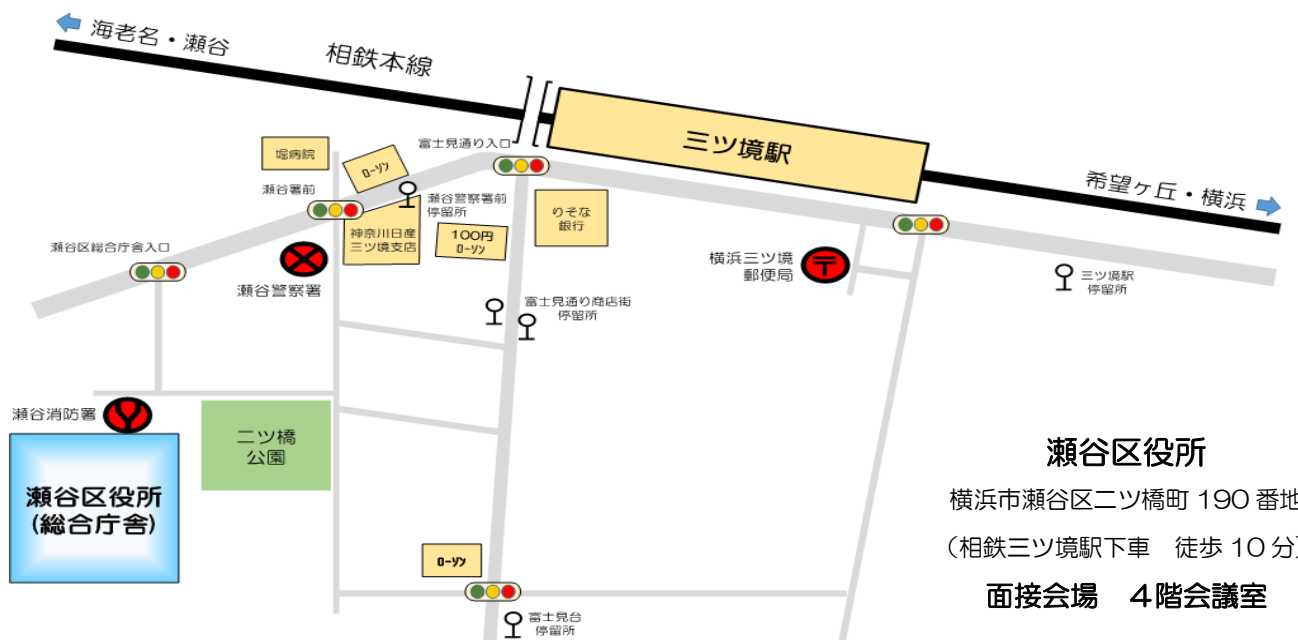 海老名・瀬谷
相鉄本線
三ツ境駅
希望ヶ丘・横浜
富士見通り入口
堀病院
ローソン
瀬谷署前
瀬谷警察署前
停留所
りそな
銀行
神奈川日産
三ツ境支店
100円
ローソン
瀬谷区総合庁舎入口
瀬谷警察署
横浜三ツ境
郵便局
三ツ境駅
停留所
富士見通り商店街
停留所
瀬谷消防署
二ツ橋
公園
瀬谷区役所
(総合庁舎)
ローソン
富士見台
停留所
瀬谷区役所
横浜市瀬谷区二ツ橋町 190 番地
（相鉄三ツ境駅下車　徒歩 10 分）
面接会場　４階会議室